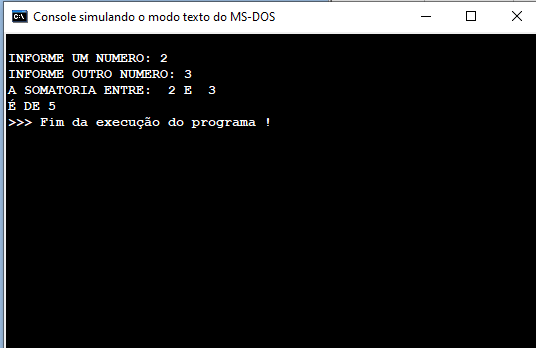 Console simulando o modo texto do MS-DOS
INFORME UM NUMERO: 2
INFORME OUTRO NUMERO: 3
A SOMATORIA ENTRE:  2 E  3
É DE 5
>>> Fim da execução do programa !